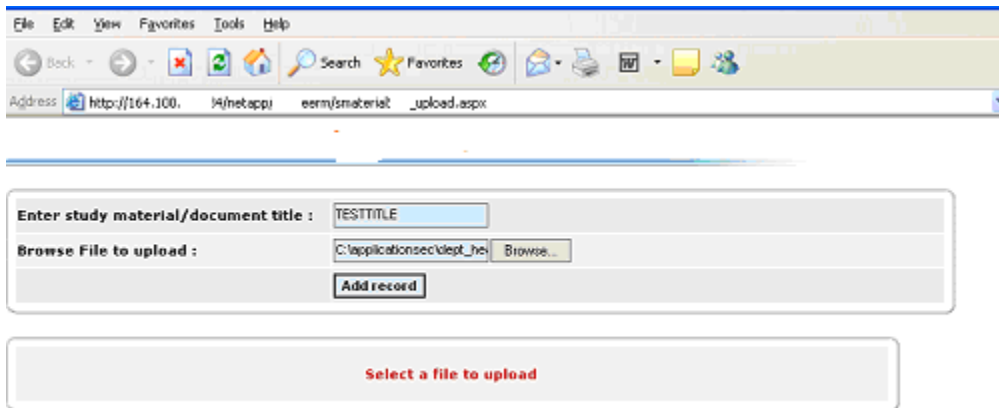 File Edit View Favorites Tools Help
Back Search Favorites
Address http://164.100. 4/netapp/ eerm/smaterial _upload.aspx
Enter study material/document title : TESTTITLE
Browse File to upload : C:\applicationsec\dept_he Browse...
Add record
Select a file to upload